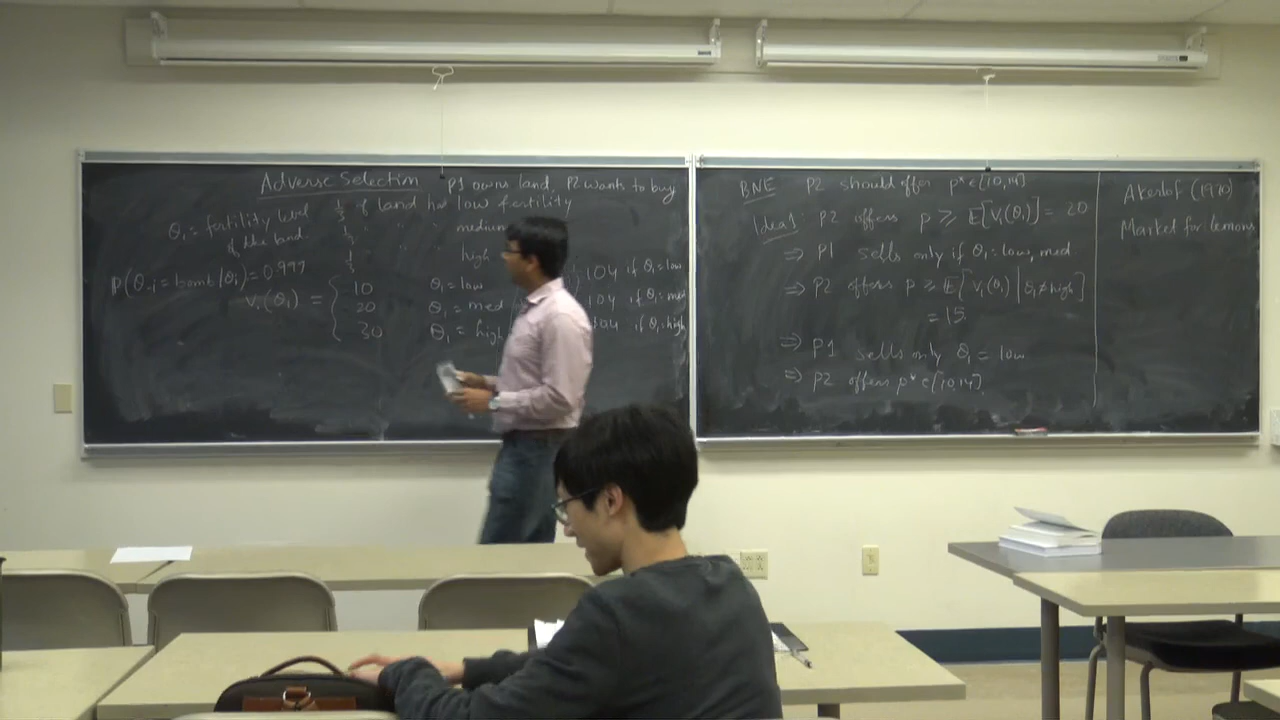 Adverse Selection P1 owns land, P2 wants to buy
θ₁ = fertility level of the land
1/3 of land has low fertility
1/3 " " medium
1/3 " high
P(θ₋ᵢ = bomb | θᵢ) = 0.999
v₁(θ₁) = { 10 θ₁ = low
20 θ₁ = med
30 θ₁ = high
104 if θ₁ = low
if θ₁ = med
if θ₁ = high
BNE P2 should offer p* ∈ [10,14]
Idea: P2 offers p ≥ E[v₁(θ₁)] = 20
⇒ P1 sells only if θ₁ = low, med
⇒ P2 offers p ≥ E[v₁(θ₁) | θ₁ ≠ high]
= 15
⇒ P1 sells only θ₁ = low
⇒ P2 offers p* ∈ [10,14]
Akerlof (1970)
Market for lemons